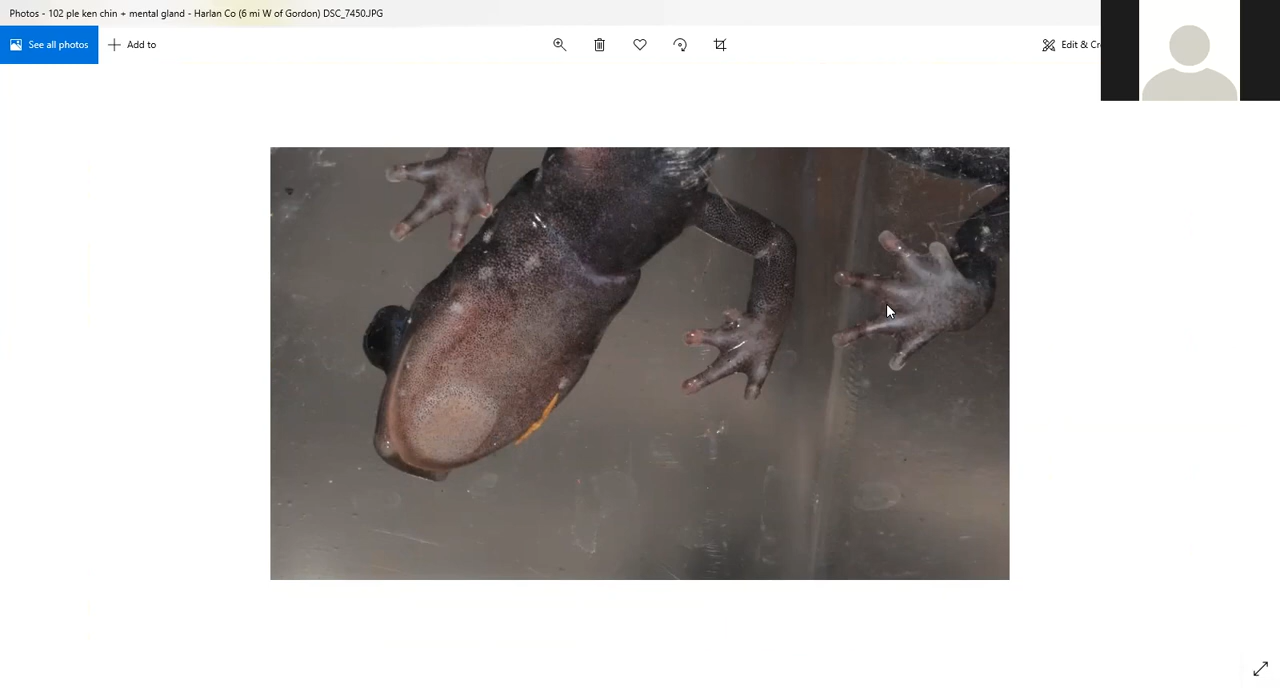 Photos - 102 ple ken chin + mental gland - Harlan Co (6 mi W of Gordon) DSC_7450.JPG
See all photos
Add to
Edit & Cr